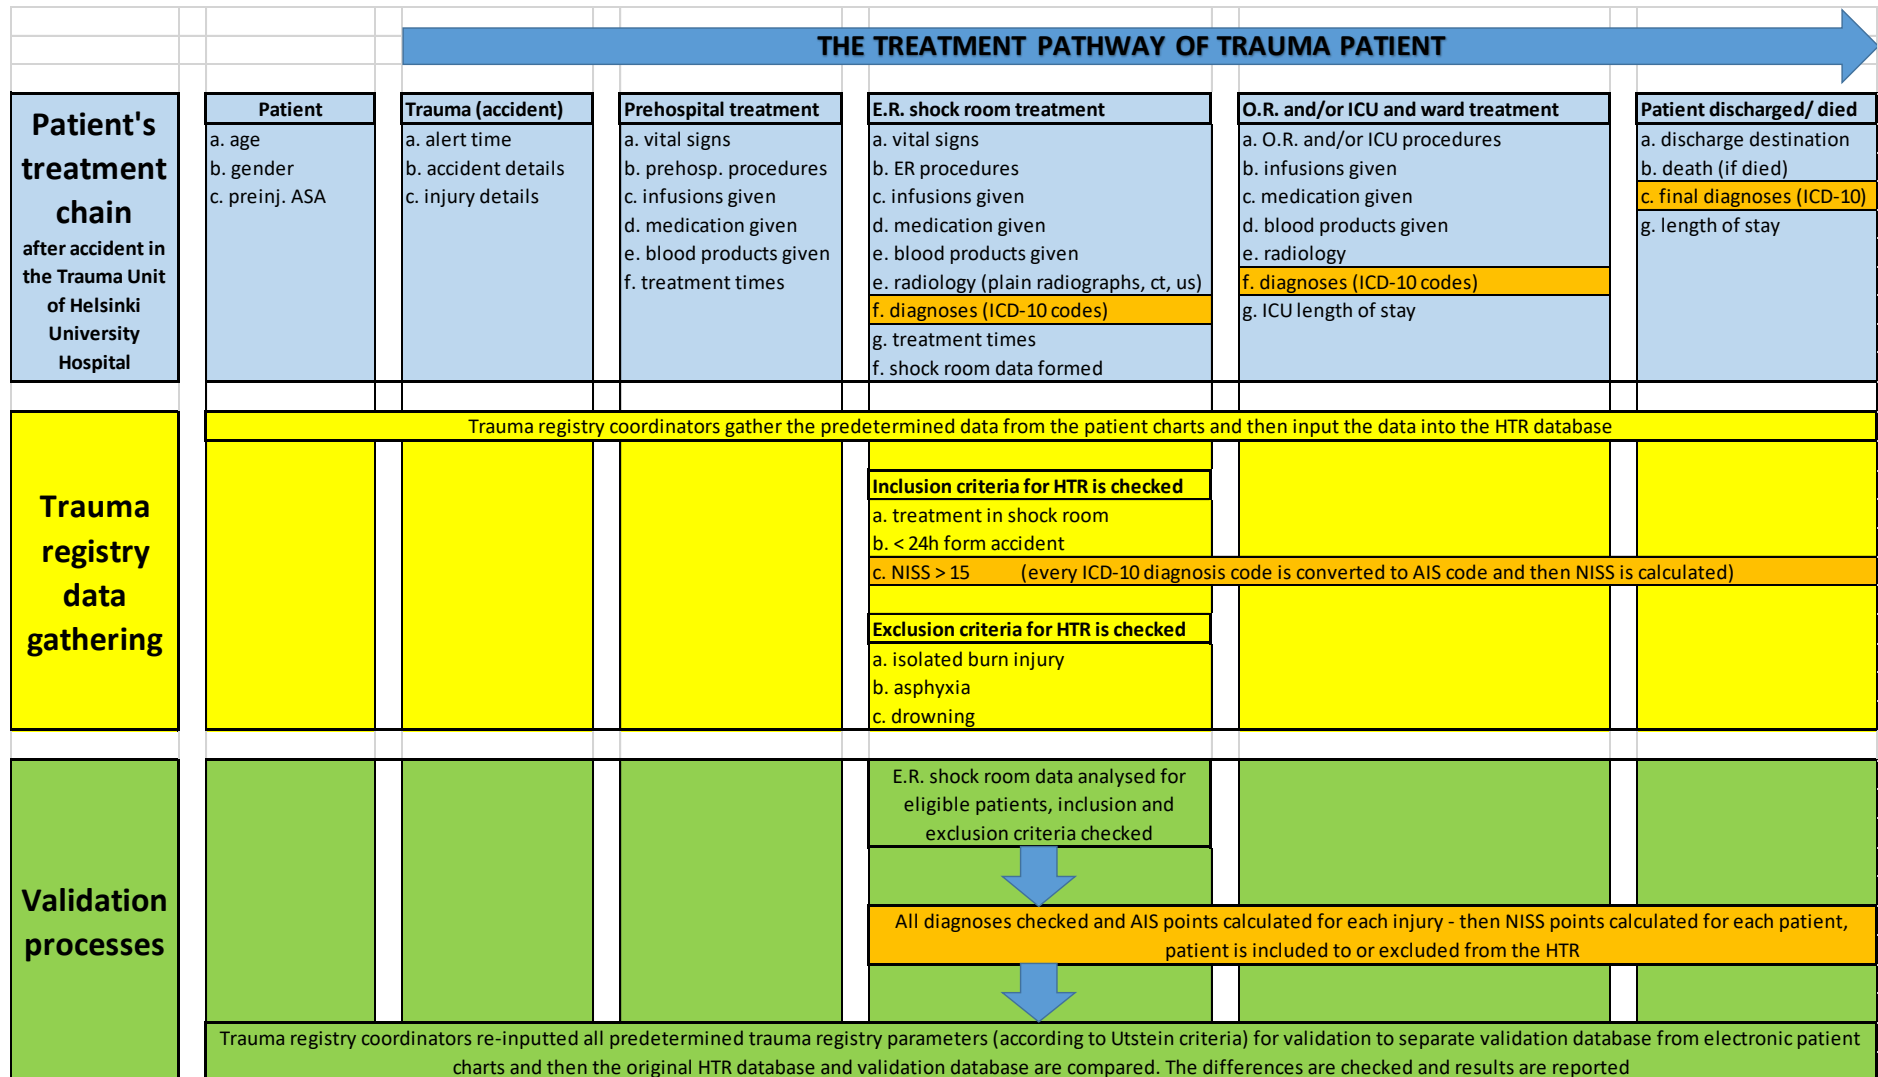 THE TREATMENT PATHWAY OF TRAUMA PATIENT
Patient's
treatment
chain
after accident in
the Trauma Unit
of Helsinki
University
Hospital
Patient
a. age
b. gender
c. preinj. ASA
Trauma (accident)
a. alert time
b. accident details
c. injury details
Prehospital treatment
a. vital signs
b. prehosp. procedures
c. infusions given
d. medication given
e. blood products given
f. treatment times
E.R. shock room treatment
a. vital signs
b. ER procedures
c. infusions given
d. medication given
e. blood products given
e. radiology (plain radiographs, ct, us)
f. diagnoses (ICD-10 codes)
g. treatment times
f. shock room data formed
O.R. and/or ICU and ward treatment
a. O.R. and/or ICU procedures
b. infusions given
c. medication given
d. blood products given
e. radiology
f. diagnoses (ICD-10 codes)
g. ICU length of stay
Patient discharged/ died
a. discharge destination
b. death (if died)
c. final diagnoses (ICD-10)
g. length of stay
Trauma
registry
data
gathering
Trauma registry coordinators gather the predetermined data from the patient charts and then input the data into the HTR database
Inclusion criteria for HTR is checked
a. treatment in shock room
b. < 24h form accident
c. NISS > 15 (every ICD-10 diagnosis code is converted to AIS code and then NISS is calculated)
Exclusion criteria for HTR is checked
a. isolated burn injury
b. asphyxia
c. drowning
Validation
processes
E.R. shock room data analysed for
eligible patients, inclusion and
exclusion criteria checked
All diagnoses checked and AIS points calculated for each injury - then NISS points calculated for each patient,
patient is included to or excluded from the HTR
Trauma registry coordinators re-inputted all predetermined trauma registry parameters (according to Utstein criteria) for validation to separate validation database from electronic patient
charts and then the original HTR database and validation database are compared. The differences are checked and results are reported